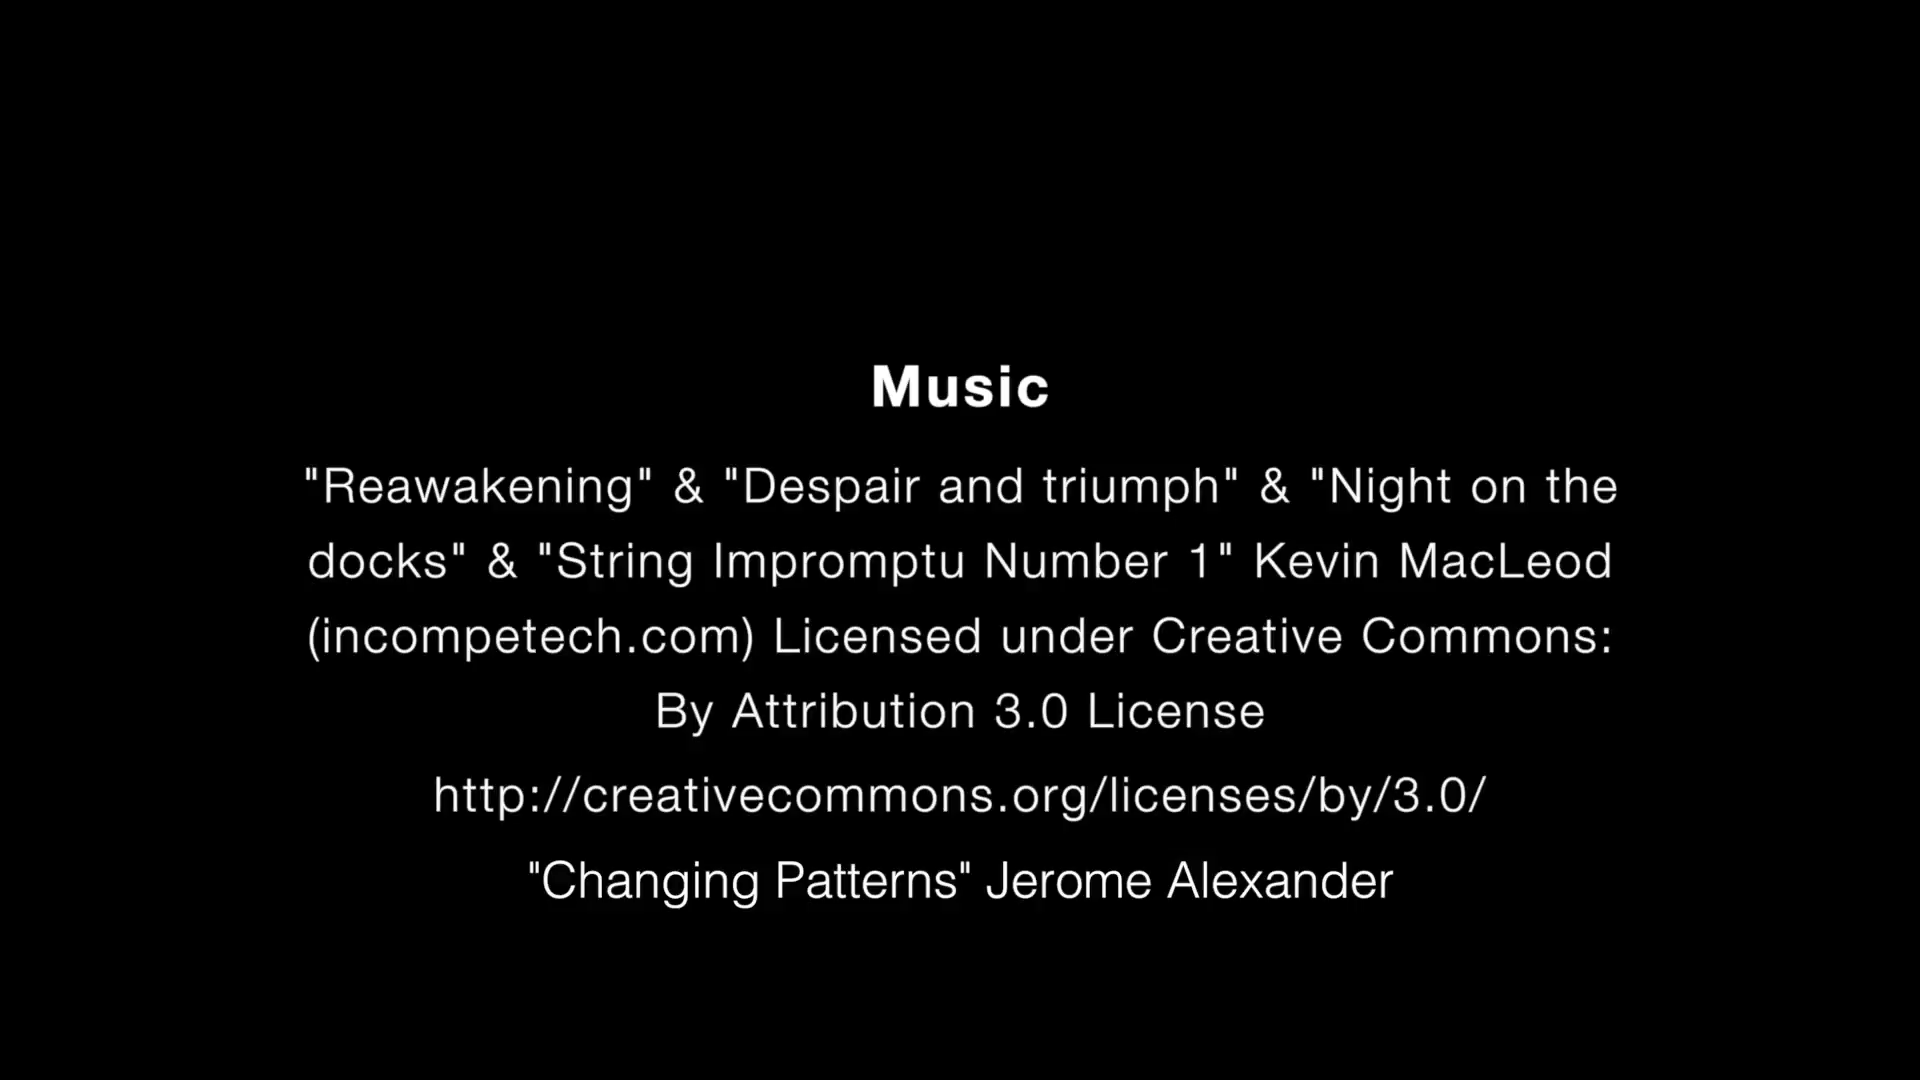 Music
"Reawakening" & "Despair and triumph" & "Night on the
docks" & "String Impromptu Number 1" Kevin MacLeod
(incompetech.com) Licensed under Creative Commons:
By Attribution 3.0 License
http://creativecommons.org/licenses/by/3.0/
"Changing Patterns" Jerome Alexander